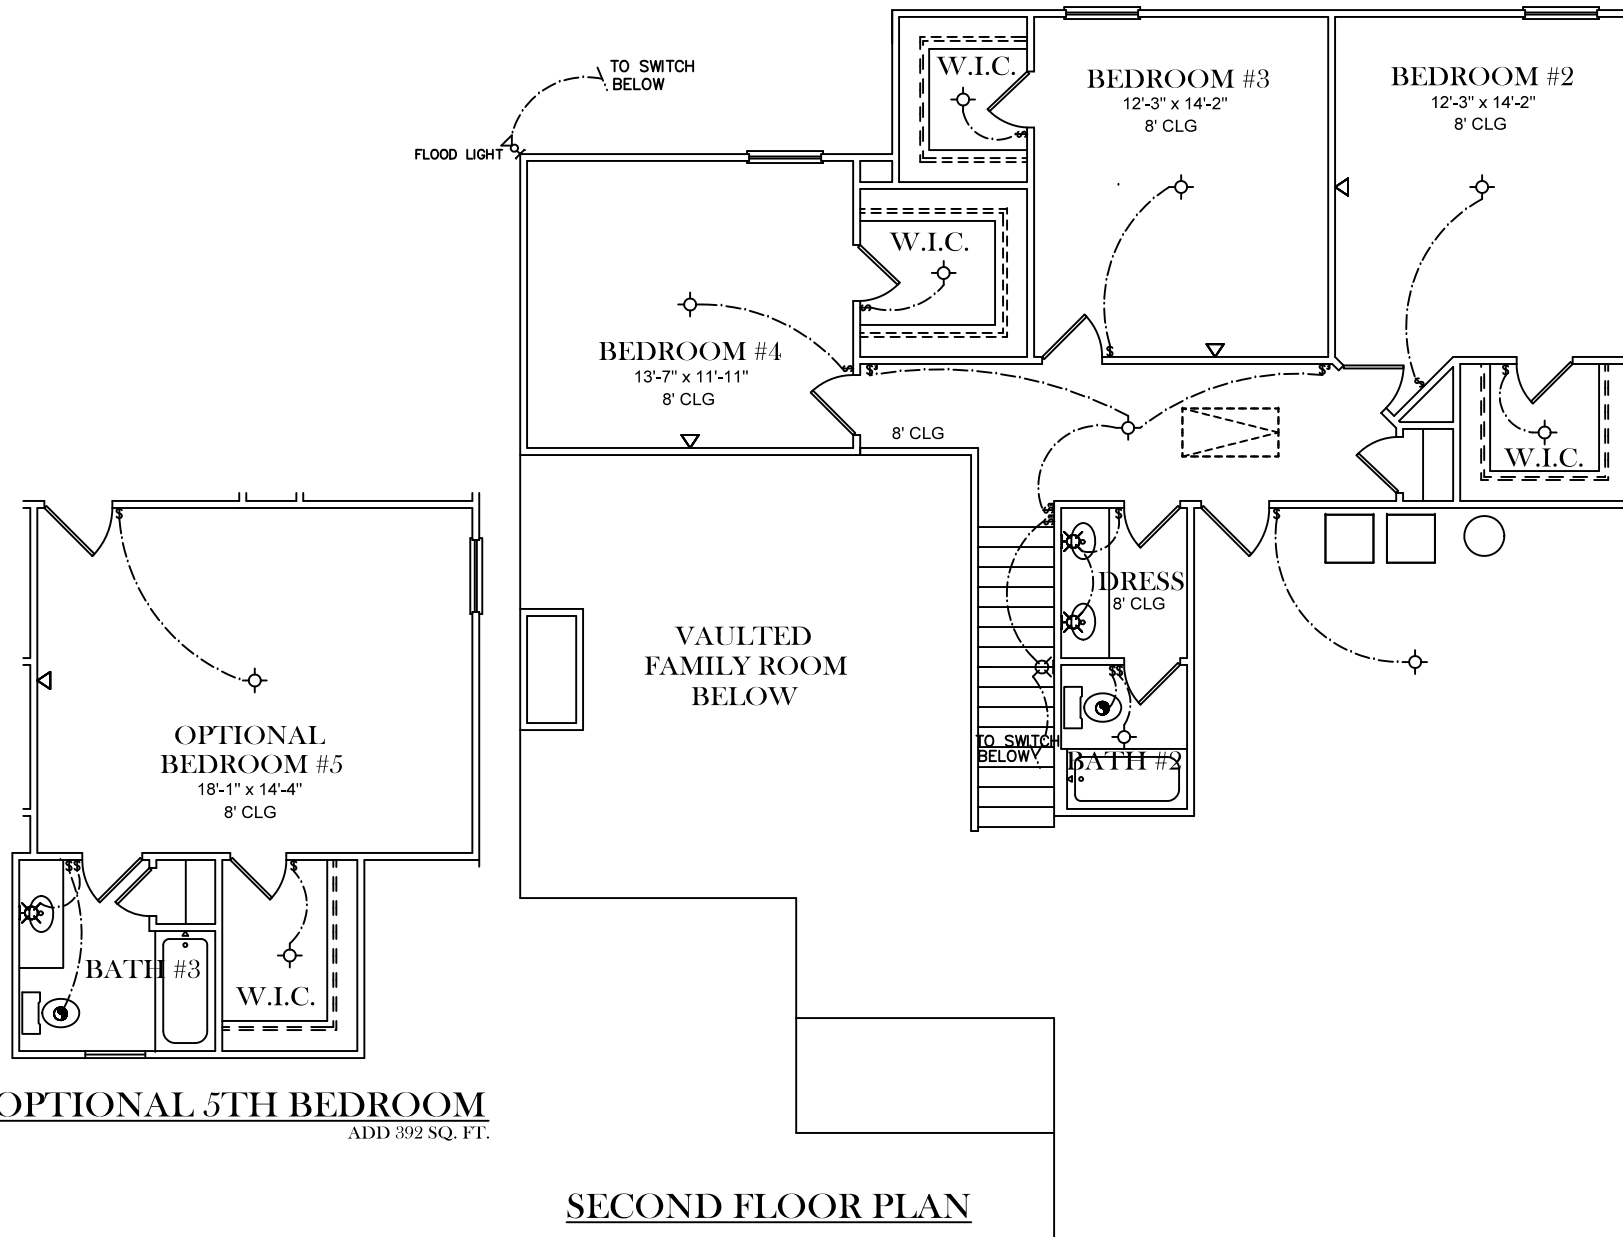 TO SWITCH
BELOW
FLOOD LIGHT
W.I.C.
BEDROOM #3
12'-3" x 14'-2"
8' CLG
BEDROOM #2
12'-3" x 14'-2"
8' CLG
W.I.C.
BEDROOM #4
13'-7" x 11'-11"
8' CLG
8' CLG
W.I.C.
DRESS
8' CLG
VAULTED
FAMILY ROOM
BELOW
TO SWITCH
BELOW
BATH #2
OPTIONAL
BEDROOM #5
18'-1" x 14'-4"
8' CLG
BATH #3
W.I.C.
OPTIONAL 5TH BEDROOM
ADD 392 SQ. FT.
SECOND FLOOR PLAN